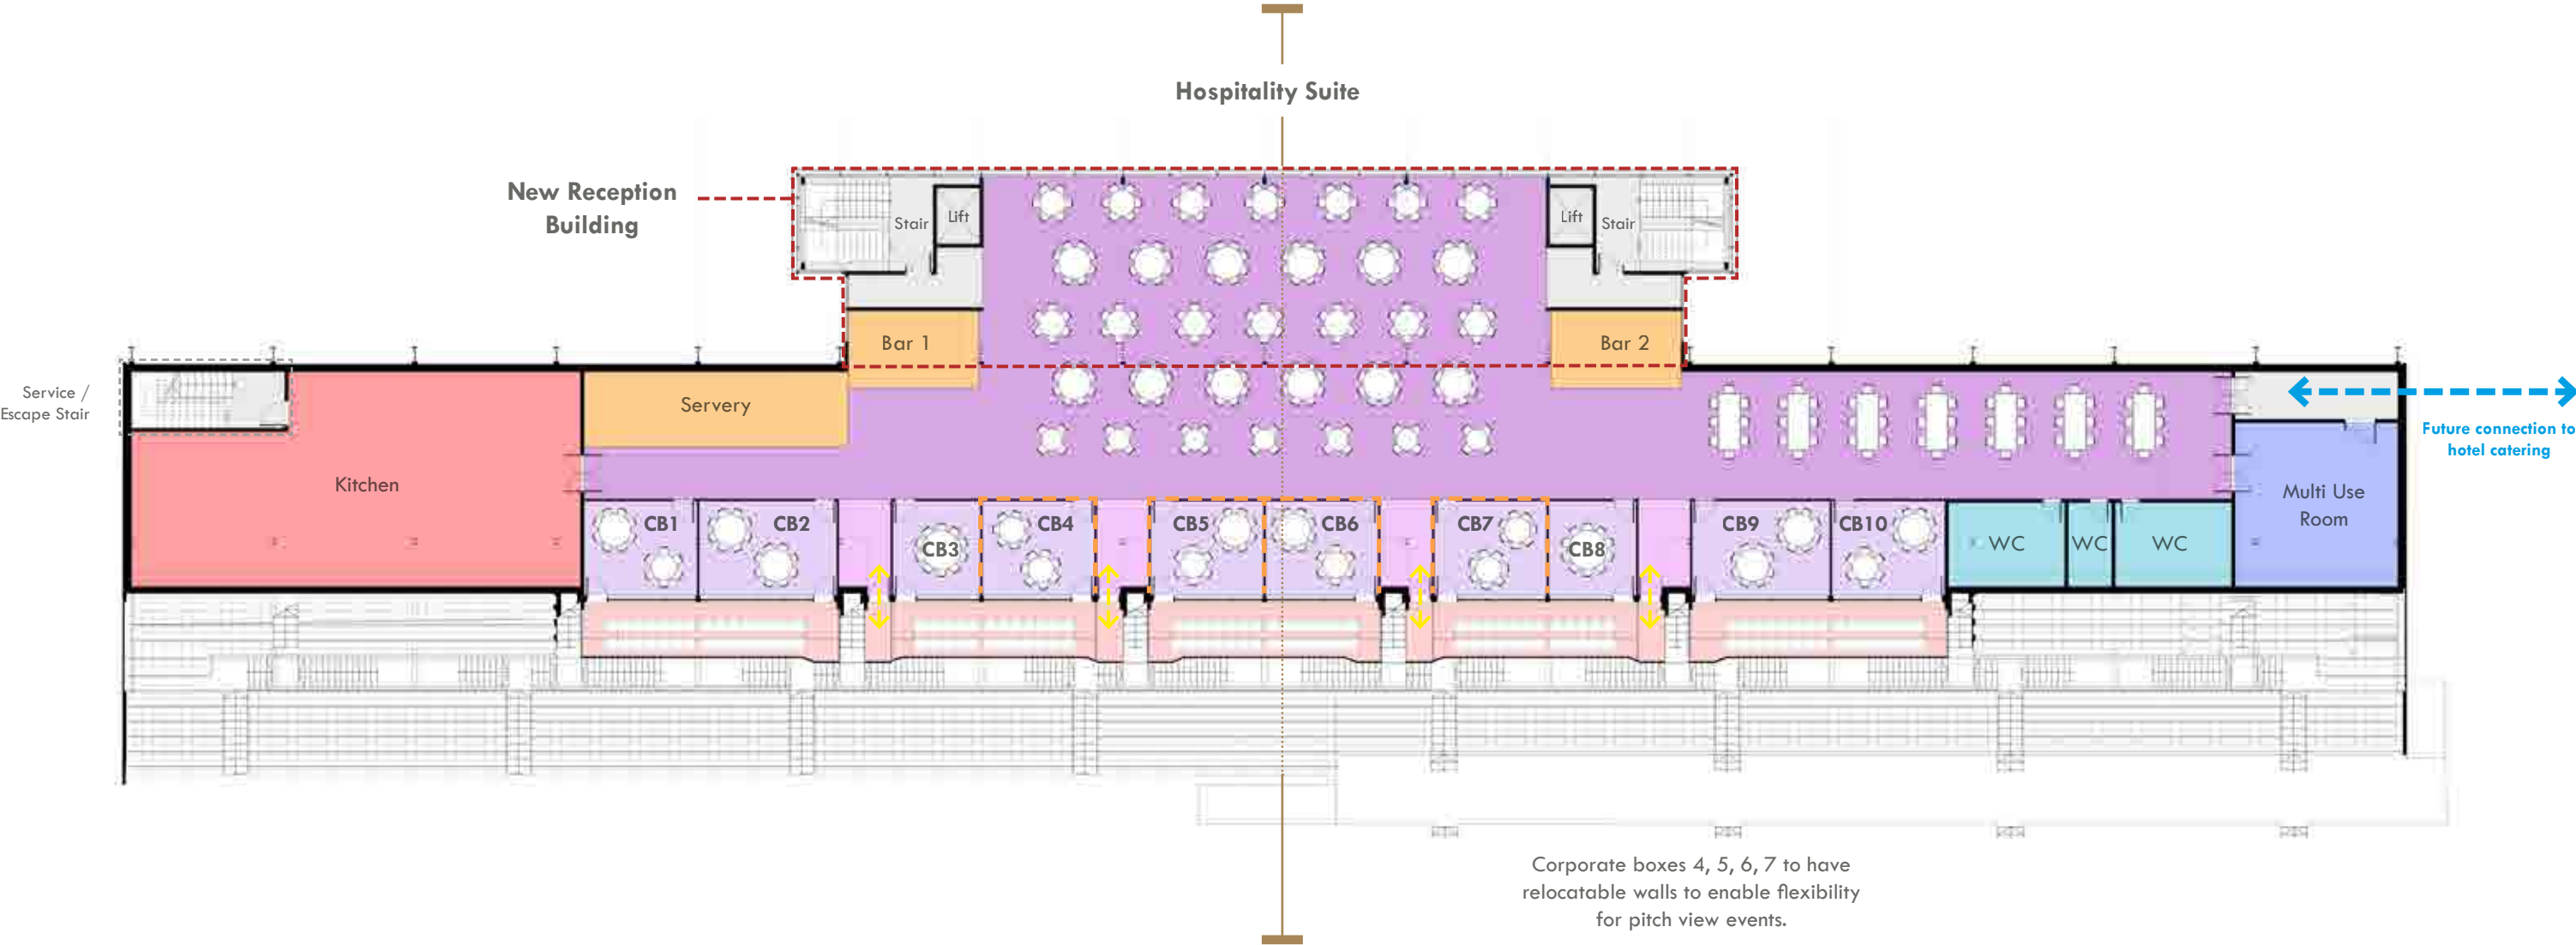 Hospitality Suite
New Reception
Building
Stair
Lift
Lift
Stair
Bar 1
Bar 2
Service /
Escape Stair
Servery
Kitchen
Future connection to
hotel catering
Multi Use
Room
CB1
CB2
CB3
CB4
CB5
CB6
CB7
CB8
CB9
CB10
WC
WC
WC
Corporate boxes 4, 5, 6, 7 to have
relocatable walls to enable flexibility
for pitch view events.